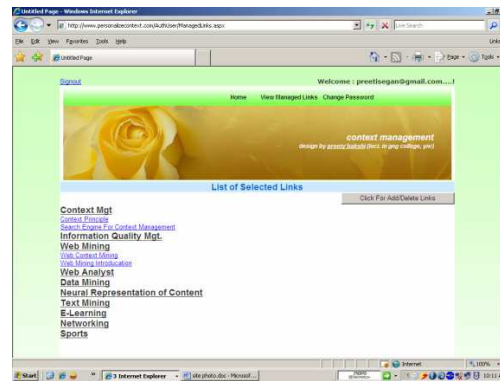 Untitled Page - Windows Internet Explorer
http://www.personalizecontext.com/AuthUser/ManagedLinks.aspx
Live Search
File Edit View Favorites Tools Help
Links
Untitled Page
Page
Tools
Signout
Welcome : preetisegan@gmail.com....!
Home View Managed Links Change Password
context management
List of Selected Links
Click For Add/Delete Links
Context Mgt
Context Principle
Search Engine For Context Management
Information Quality Mgt.
Web Mining
Web Context Mining
Web Mining Introducation
Web Analyst
Data Mining
Neural Representation of Content
Text Mining
E-Learning
Networking
Sports
Internet
100%
Start
3 Internet Explorer
site photo.doc - Microsof...
10:11